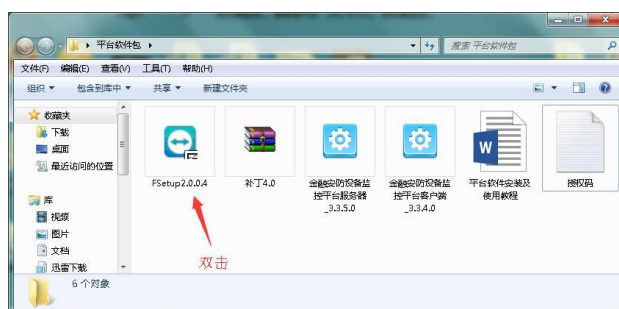 平台软件包
搜索 平台软件包
文件(F) 编辑(E) 查看(V) 工具(T) 帮助(H)
组织 包含到库中 共享 新建文件夹
收藏夹
下载
桌面
最近访问的位置
库
视频
图片
文档
迅雷下载
FSetup2.0.0.4
补丁4.0
金融安防设备监
控平台服务器
_3.3.5.0
金融安防设备监
控平台客户端
_3.3.4.0
W
平台软件安装及
使用教程
授权码
双击
6 个对象